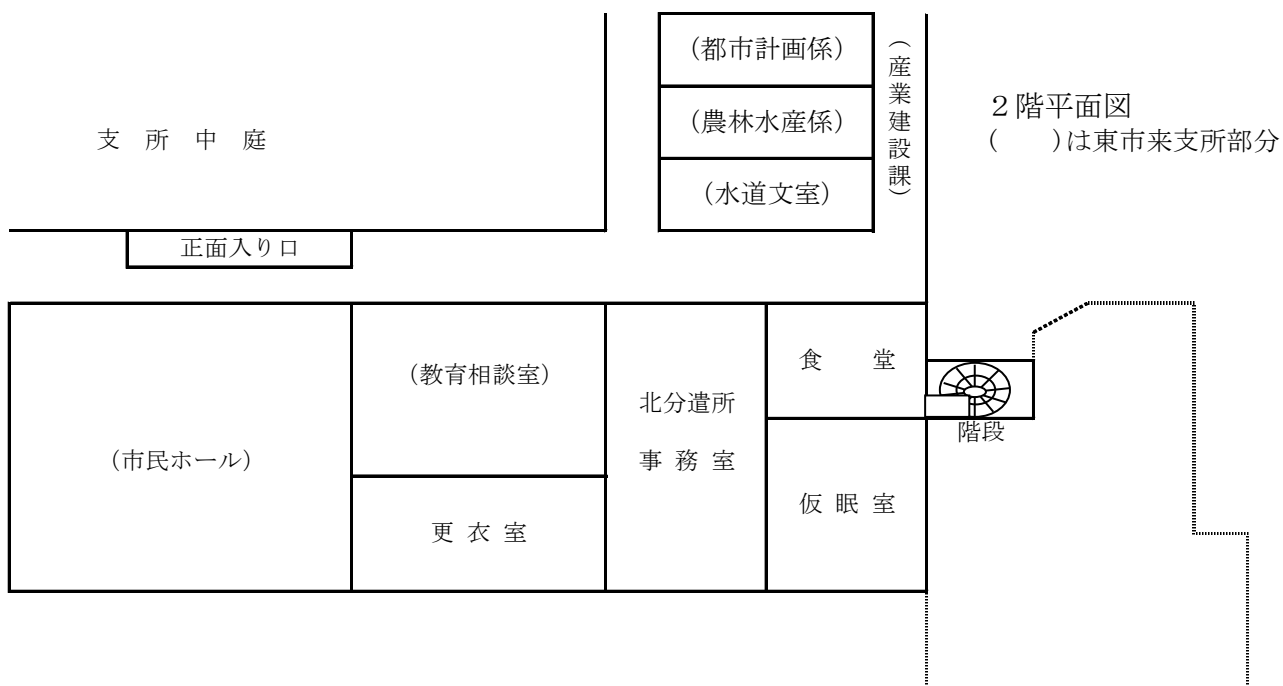 (都市計画係)
(農林水産係)
(水道文室)
(産業建設課)
2階平面図
(　　)は東市来支所部分
支　所　中　庭
正面入り口
(市民ホール)
(教育相談室)
更 衣 室
北分遣所
事 務 室
食　　堂
仮 眠 室
階段